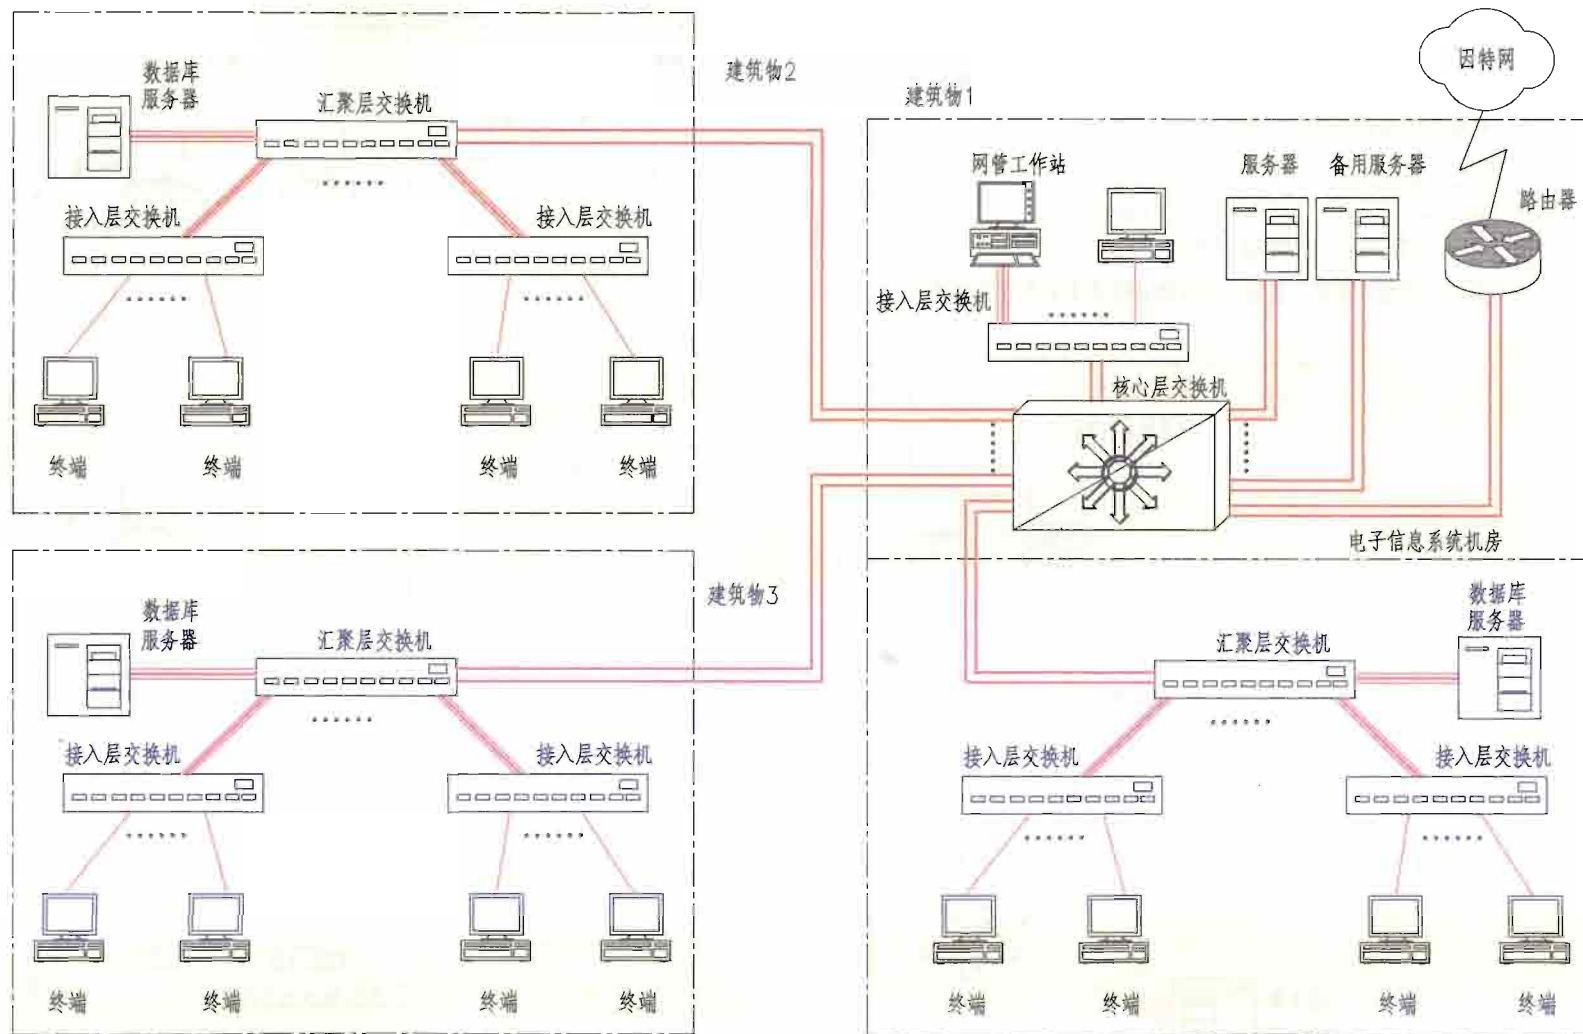 建筑物2
数据库
服务器
汇聚层交换机
接入层交换机
接入层交换机
终端
终端
终端
终端
建筑物1
因特网
网管工作站
服务器
备用服务器
路由器
接入层交换机
核心层交换机
电子信息系统机房
建筑物3
数据库
服务器
汇聚层交换机
接入层交换机
接入层交换机
终端
终端
终端
终端
数据库
服务器
汇聚层交换机
接入层交换机
接入层交换机
终端
终端
终端
终端